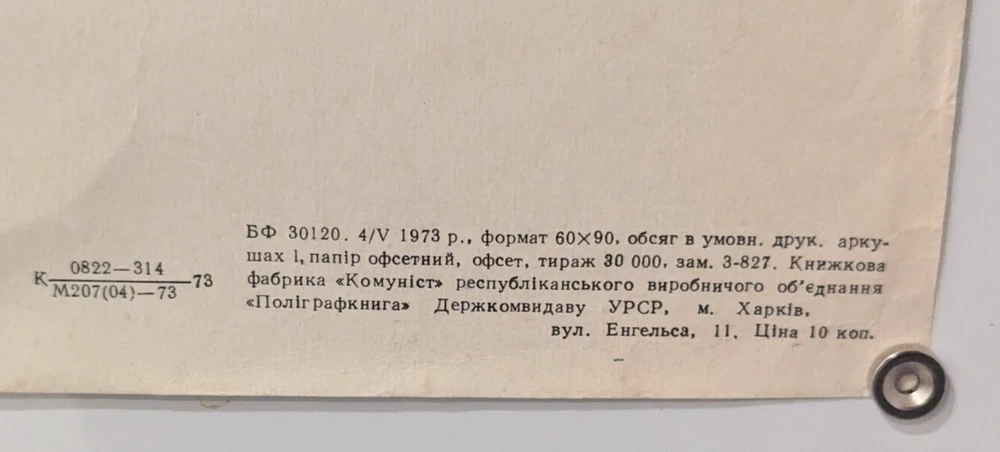 К 0822—314
М207(04)—73 73
БФ 30120. 4/V 1973 р., формат 60×90, обсяг в умовн. друк. арку-
шах і, папір офсетний, офсет, тираж 30 000, зам. 3-827. Книжкова
фабрика «Комуніст» республіканського виробничого об'єднання
«Поліграфкнига» Держкомвидаву УРСР, м. Харків,
вул. Енгельса, 11. Ціна 10 коп.